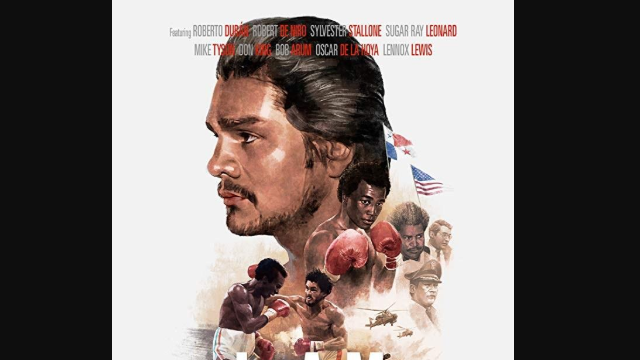 Featuring ROBERTO DURÁN ROBERT DE NIRO SYLVESTER STALLONE SUGAR RAY LEONARD
MIKE TYSON DON KING BOB ARUM OSCAR DE LA HOYA LENNOX LEWIS